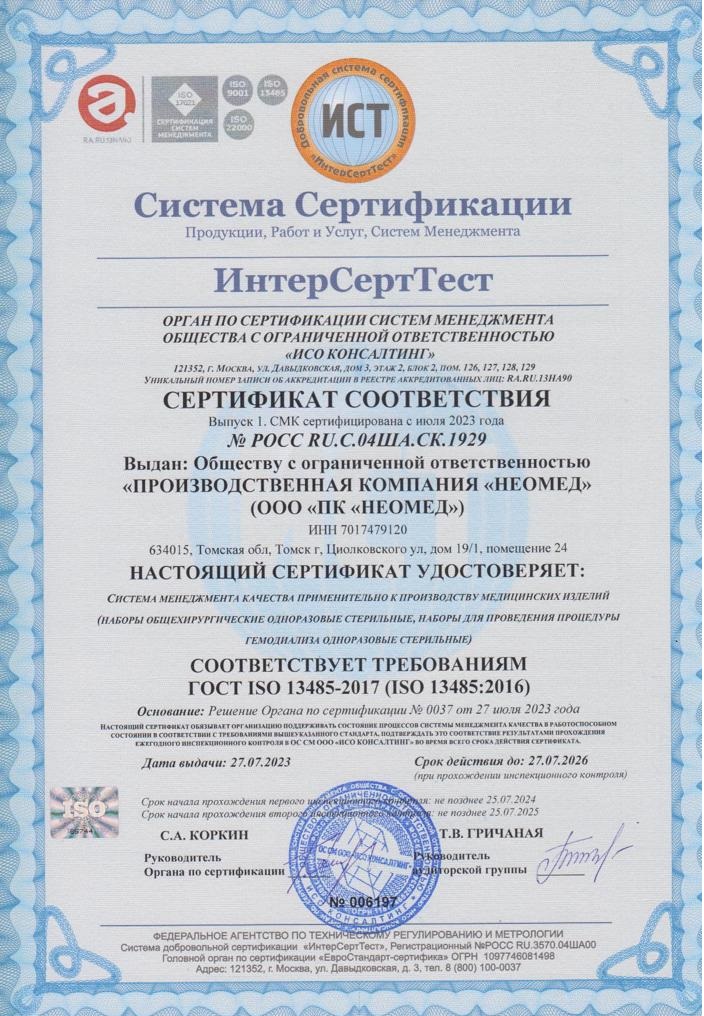 ISO 17021
СЕРТИФИКАЦИЯ
СИСТЕМ
МЕНЕДЖМЕНТА
ISO 9001
ISO 13485
ISO 22000
RA.RU.13НА90
Добровольная система сертификации
ИСТ
«ИнтерСертТест»
Система Сертификации
Продукции, Работ и Услуг, Систем Менеджмента
ИнтерСертТест
ОРГАН ПО СЕРТИФИКАЦИИ СИСТЕМ МЕНЕДЖМЕНТА
ОБЩЕСТВА С ОГРАНИЧЕННОЙ ОТВЕТСТВЕННОСТЬЮ
«ИСО КОНСАЛТИНГ»
121352, г. Москва, ул. Давыдковская, дом 3, этаж 2, блок 2, пом. 126, 127, 128, 129
Уникальный номер записи об аккредитации в реестре аккредитованных лиц: RA.RU.13НА90
СЕРТИФИКАТ СООТВЕТСТВИЯ
Выпуск 1. СМК сертифицирована с июля 2023 года
№ РОСС RU.С.04ША.СК.1929
Выдан: Обществу с ограниченной ответственностью
«ПРОИЗВОДСТВЕННАЯ КОМПАНИЯ «НЕОМЕД»
(ООО «ПК «НЕОМЕД»)
ИНН 7017479120
634015, Томская обл, Томск г, Циолковского ул, дом 19/1, помещение 24
НАСТОЯЩИЙ СЕРТИФИКАТ УДОСТОВЕРЯЕТ:
Система менеджмента качества применительно к производству медицинских изделий
(наборы общехирургические одноразовые стерильные, наборы для проведения процедуры
гемодиализа одноразовые стерильные)
СООТВЕТСТВУЕТ ТРЕБОВАНИЯМ
ГОСТ ISO 13485-2017 (ISO 13485:2016)
Основание: Решение Органа по сертификации № 0037 от 27 июля 2023 года
Настоящий сертификат обязывает организацию поддерживать состояние процессов системы менеджмента качества в работоспособном
состоянии в соответствии с требованиями вышеуказанного стандарта, подтверждать это соответствие результатами прохождения
ежегодного инспекционного контроля в ОС СМ ООО «ИСО КОНСАЛТИНГ» во время всего срока действия сертификата.
Дата выдачи: 27.07.2023
Срок действия до: 27.07.2026
(при прохождении инспекционного контроля)
Срок начала прохождения первого инспекционного контроля: не позднее 25.07.2024
Срок начала прохождения второго инспекционного контроля: не позднее 25.07.2025
ISO
С.А. КОРКИН
Т.В. ГРИЧАНАЯ
Руководитель
Органа по сертификации
Руководитель
аудиторской группы
ОС СМ ООО «ИСО КОНСАЛТИНГ»
№ 006197
ФЕДЕРАЛЬНОЕ АГЕНТСТВО ПО ТЕХНИЧЕСКОМУ РЕГУЛИРОВАНИЮ И МЕТРОЛОГИИ
Система добровольной сертификации «ИнтерСертТест», Регистрационный №РОСС RU.3570.04ША00
Головной орган по сертификации «ЕвроСтандарт-сертифика» ОГРН 1097746081498
Адрес: 121352, г. Москва, ул. Давыдковская, д. 3, тел. 8 (800) 100-0037